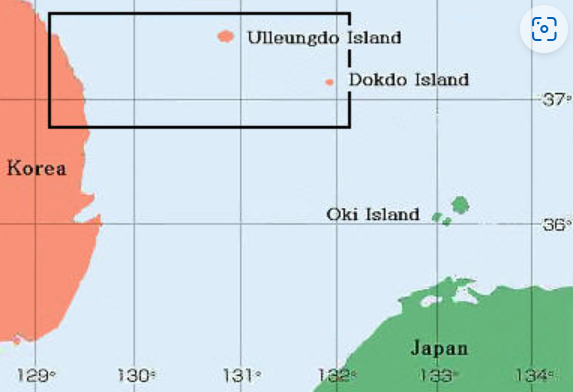 Ulleungdo Island
Dokdo Island
37°
Korea
Oki Island
36°
Japan
129°
130°
131°
132°
133°
134°